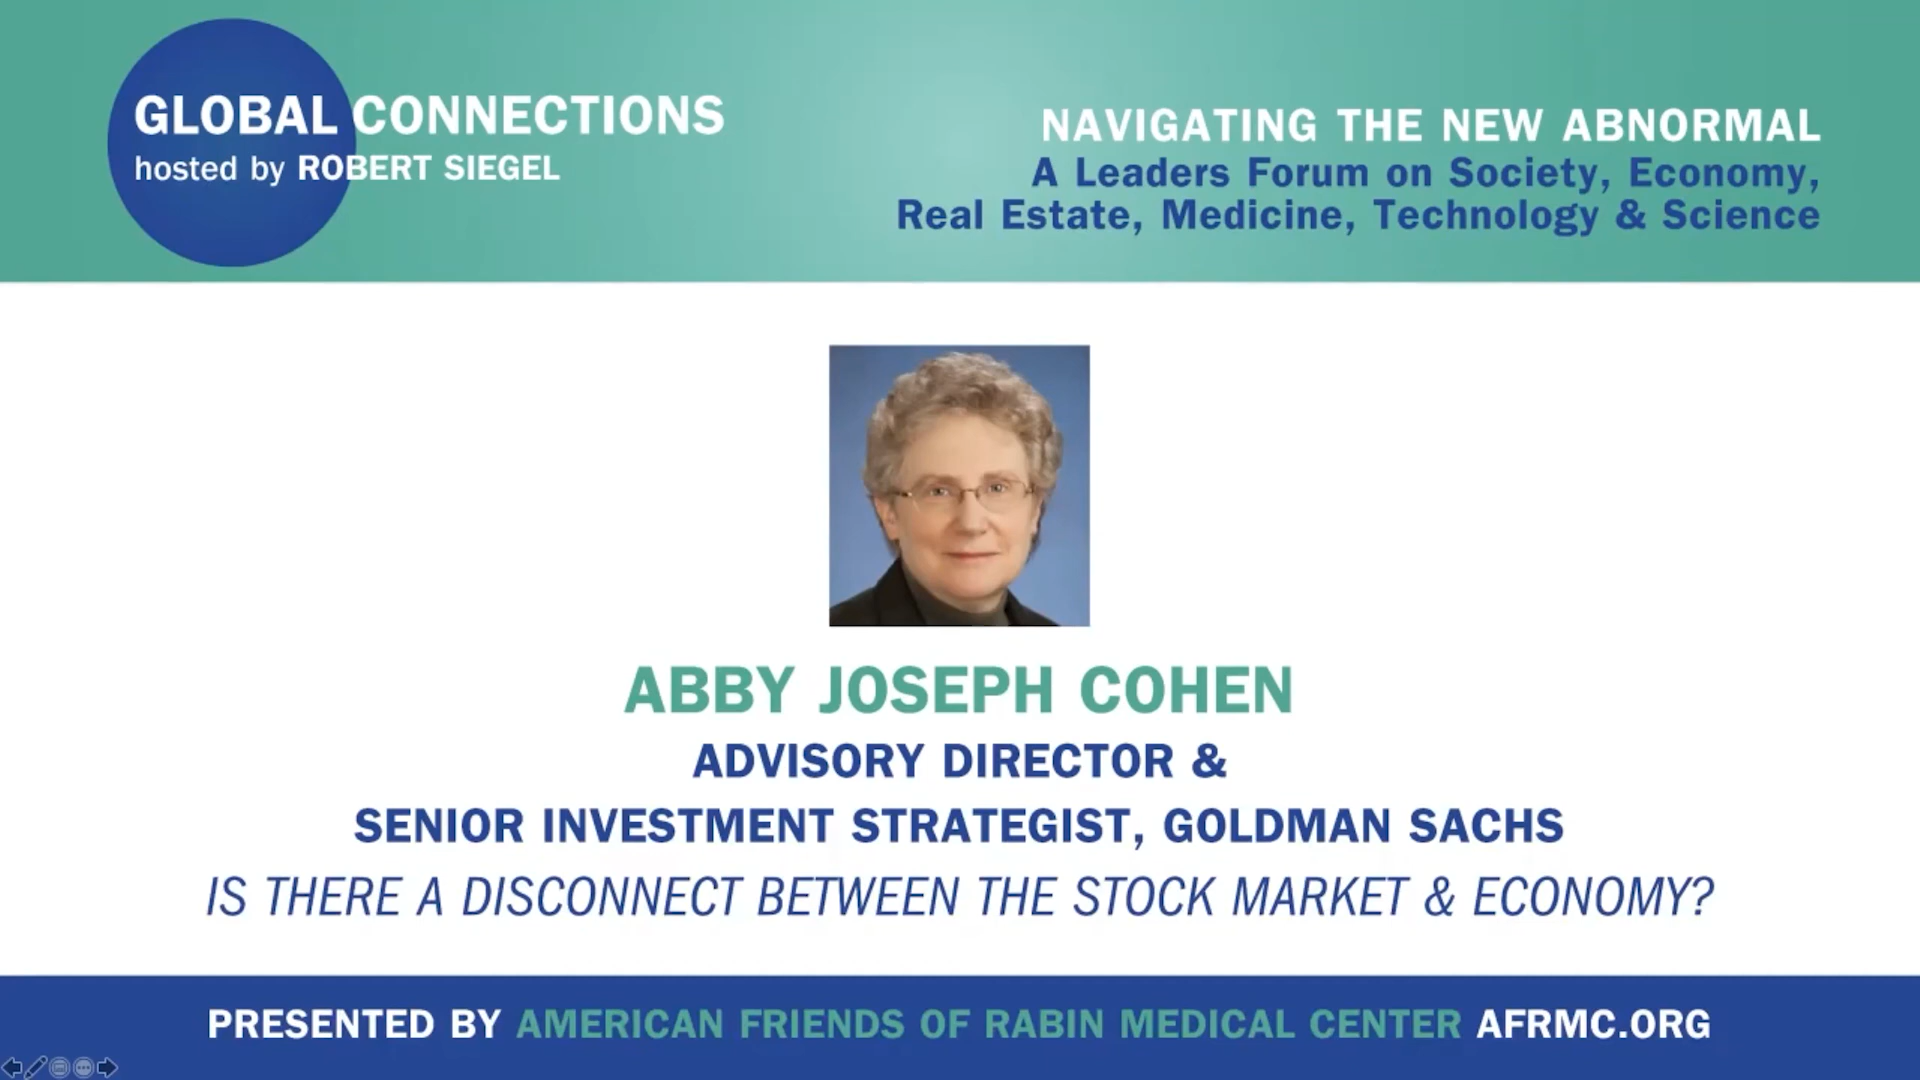 GLOBAL CONNECTIONS
hosted by ROBERT SIEGEL
NAVIGATING THE NEW ABNORMAL
A Leaders Forum on Society, Economy,
Real Estate, Medicine, Technology & Science
ABBY JOSEPH COHEN
ADVISORY DIRECTOR &
SENIOR INVESTMENT STRATEGIST, GOLDMAN SACHS
IS THERE A DISCONNECT BETWEEN THE STOCK MARKET & ECONOMY?
PRESENTED BY AMERICAN FRIENDS OF RABIN MEDICAL CENTER AFRMC.ORG